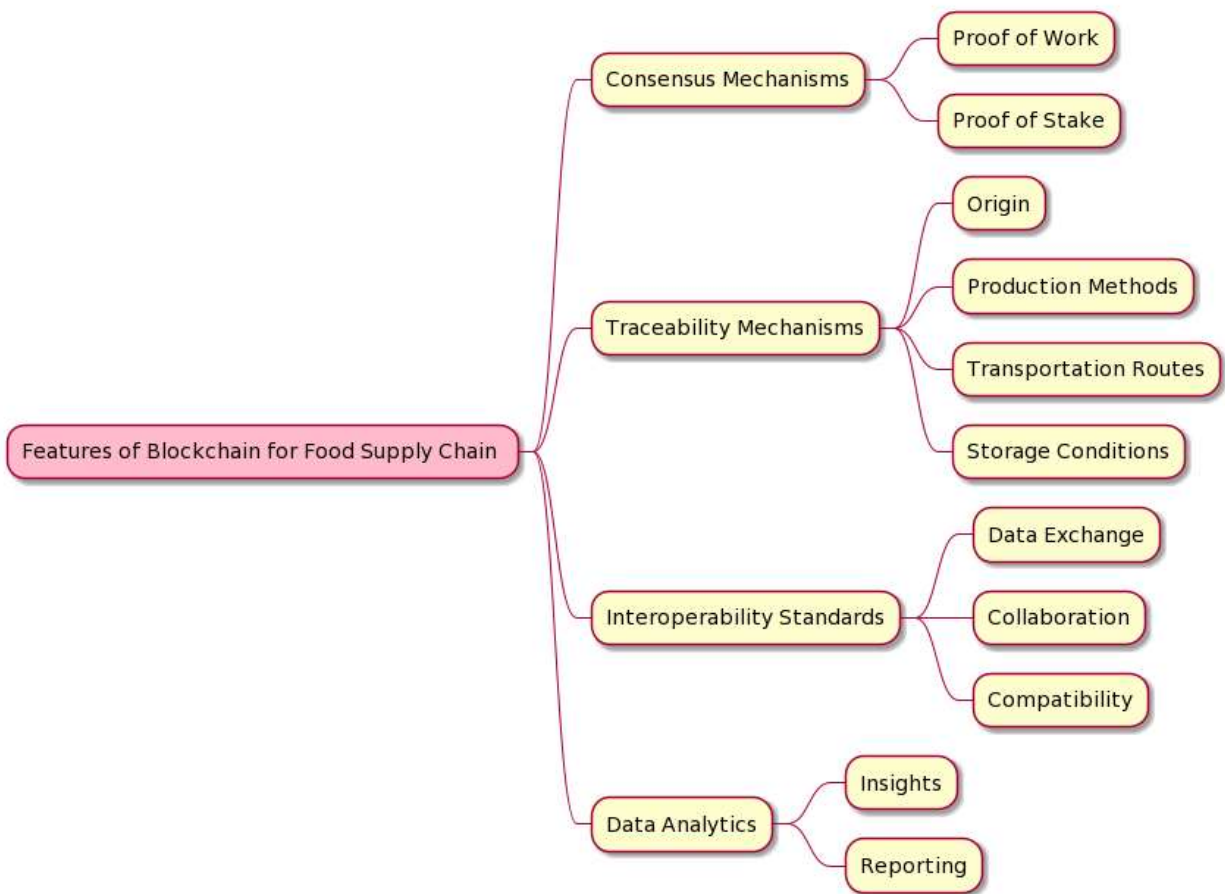 Features of Blockchain for Food Supply Chain
Consensus Mechanisms
Proof of Work
Proof of Stake
Traceability Mechanisms
Origin
Production Methods
Transportation Routes
Storage Conditions
Interoperability Standards
Data Exchange
Collaboration
Compatibility
Data Analytics
Insights
Reporting